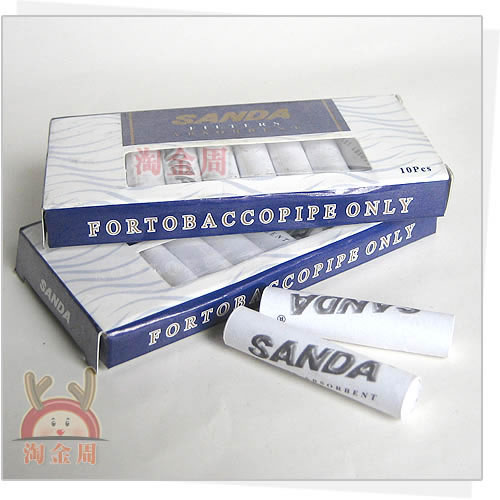 SANDA
FILTERS
淘金周
10Pcs
FORTOBACCOPIPE ONLY
SANDA
FORTOBACCOPIPE ONLY
SANDA
®
SANDA
ABSORBENT
淘金周